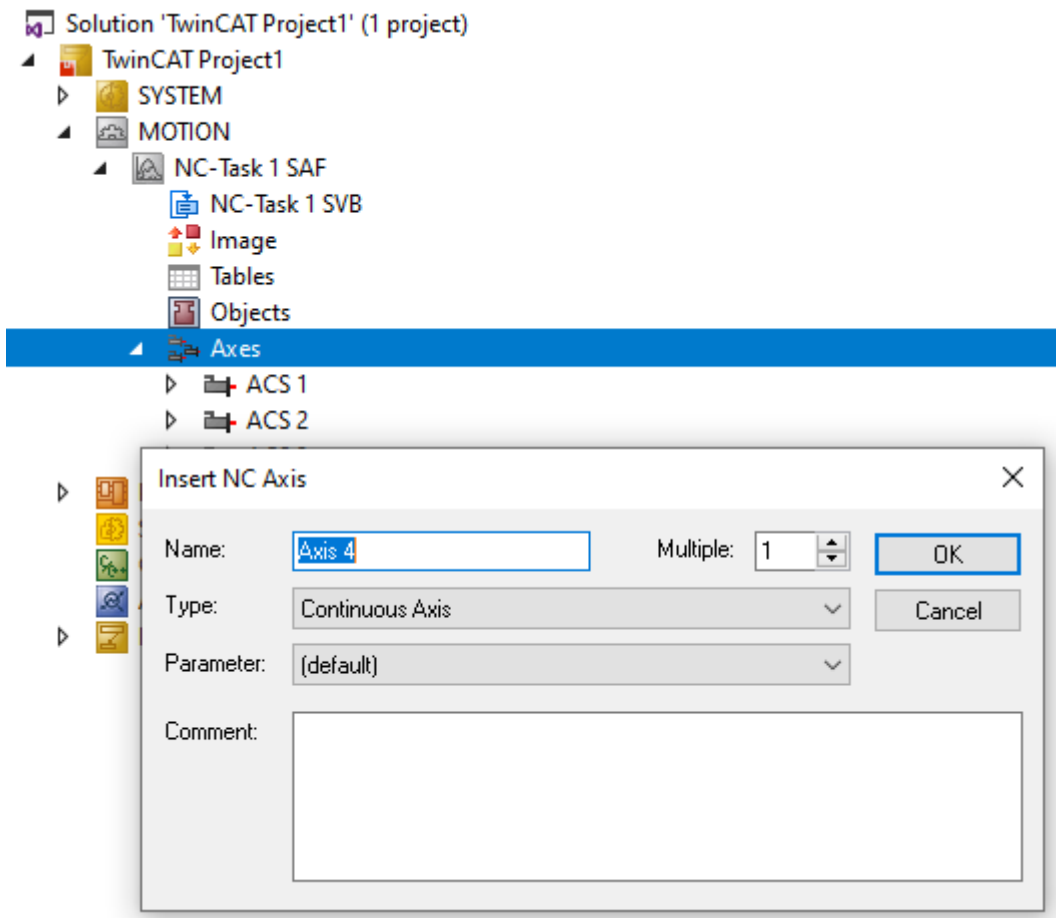 Solution 'TwinCAT Project1' (1 project)
TwinCAT Project1
SYSTEM
MOTION
NC-Task 1 SAF
NC-Task 1 SVB
Image
Tables
Objects
Axes
ACS 1
ACS 2
Insert NC Axis
Name: Axis 4 Multiple: 1 OK
Type: Continuous Axis Cancel
Parameter: (default)
Comment: